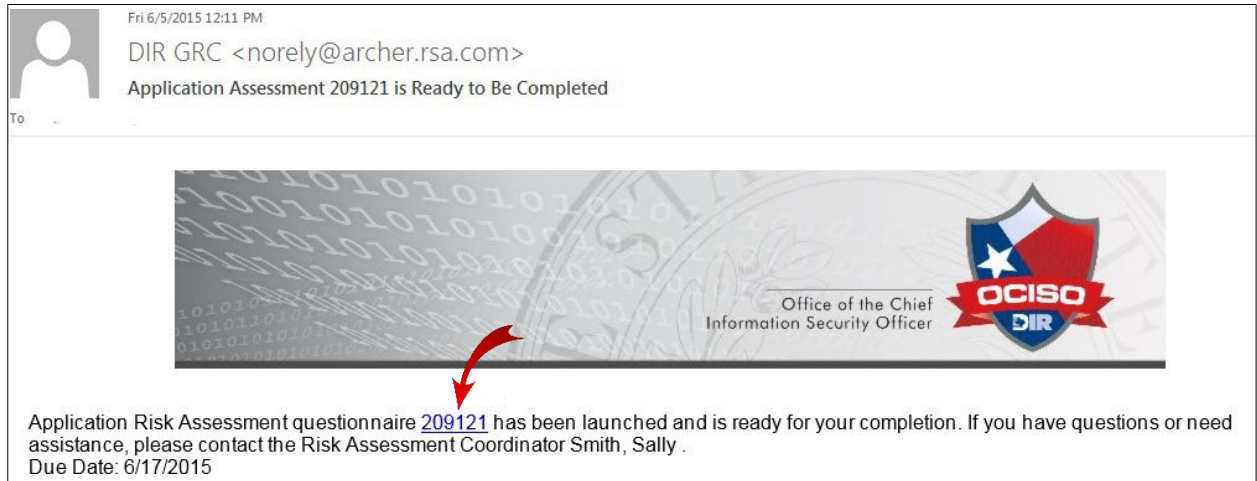 Fri 6/5/2015 12:11 PM
DIR GRC <norely@archer.rsa.com>
Application Assessment 209121 is Ready to Be Completed
To
Office of the Chief
Information Security Officer
OCISO
DIR
Application Risk Assessment questionnaire 209121 has been launched and is ready for your completion. If you have questions or need
assistance, please contact the Risk Assessment Coordinator Smith, Sally .
Due Date: 6/17/2015